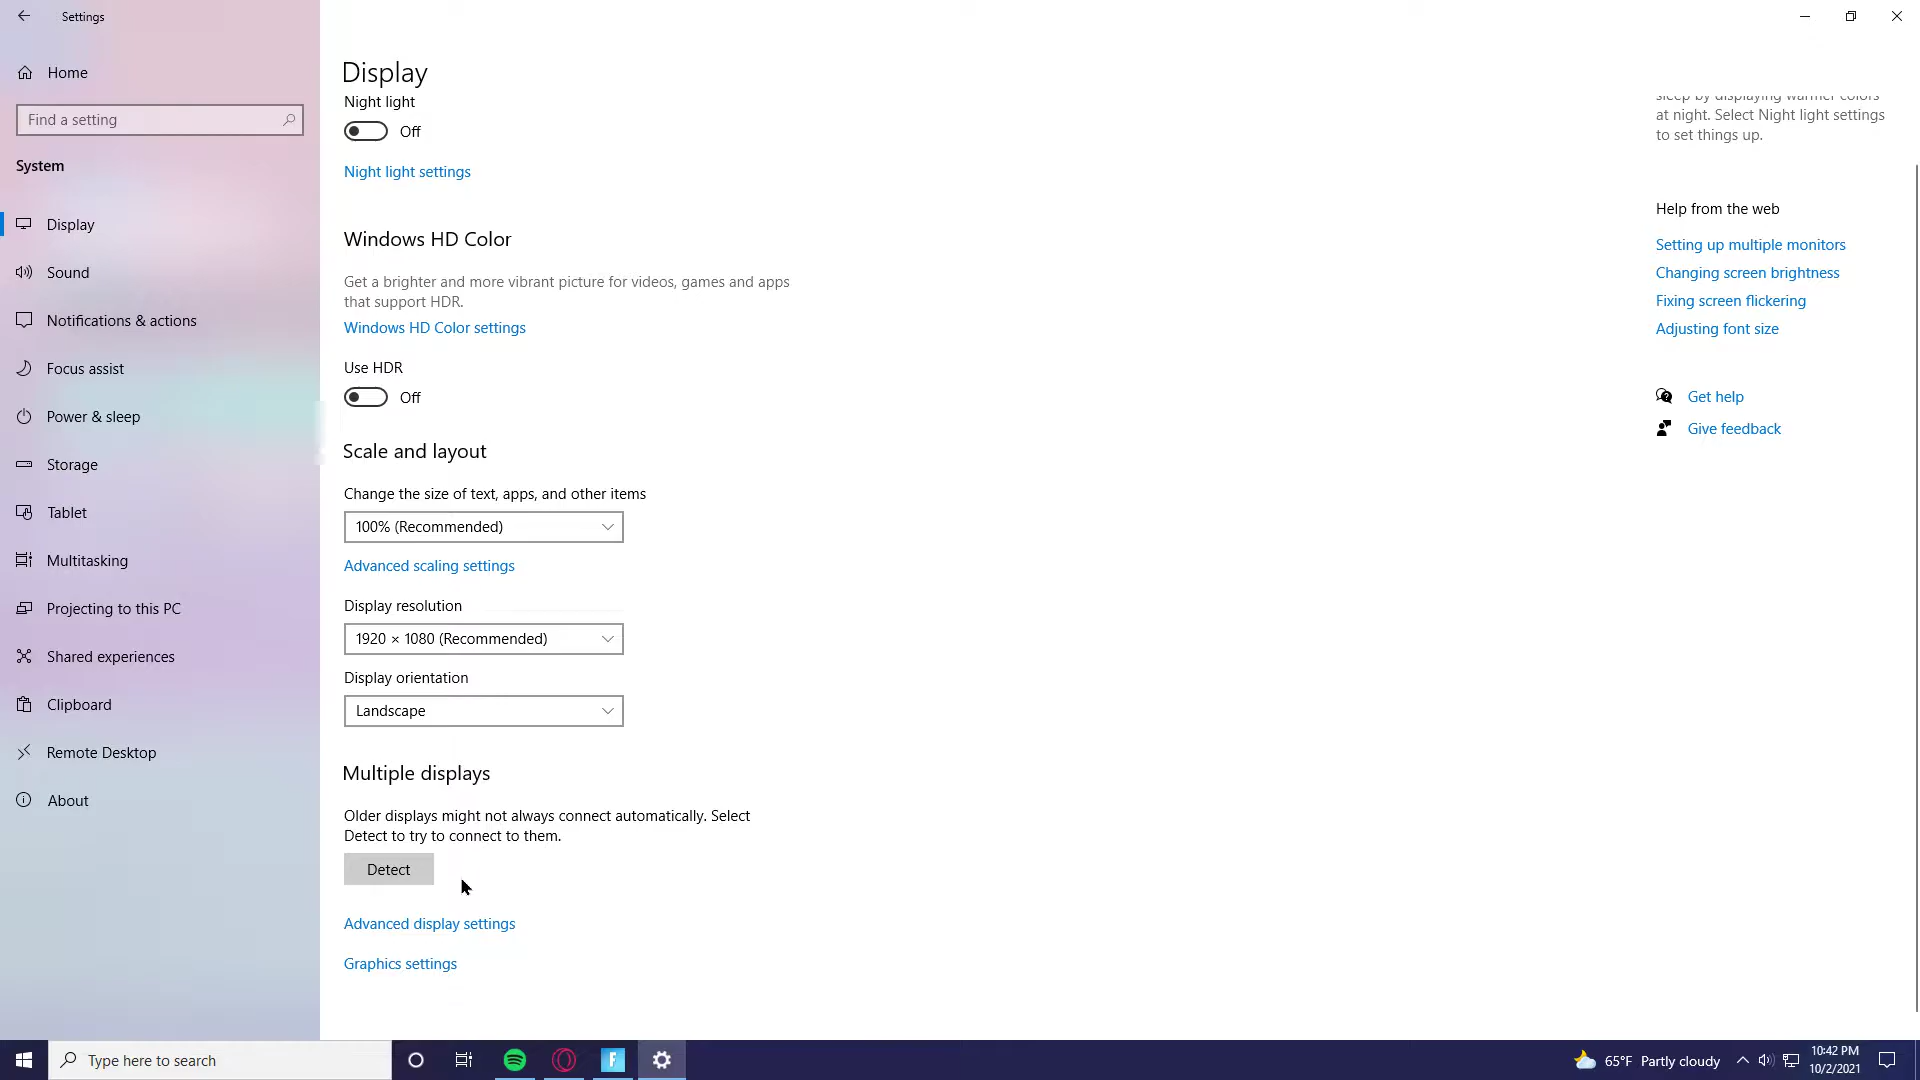 Settings
Home
Find a setting
System
Display
Sound
Notifications & actions
Focus assist
Power & sleep
Storage
Tablet
Multitasking
Projecting to this PC
Shared experiences
Clipboard
Remote Desktop
About
Display
Night light
Off
Night light settings
Windows HD Color
Get a brighter and more vibrant picture for videos, games and apps
that support HDR.
Windows HD Color settings
Use HDR
Off
Scale and layout
Change the size of text, apps, and other items
100% (Recommended)
Advanced scaling settings
Display resolution
1920 × 1080 (Recommended)
Display orientation
Landscape
Multiple displays
Older displays might not always connect automatically. Select
Detect to try to connect to them.
Detect
Advanced display settings
Graphics settings
sleep by displaying warmer colors
at night. Select Night light settings
to set things up.
Help from the web
Setting up multiple monitors
Changing screen brightness
Fixing screen flickering
Adjusting font size
Get help
Give feedback
Type here to search
F
65°F Partly cloudy
10:42 PM
10/2/2021